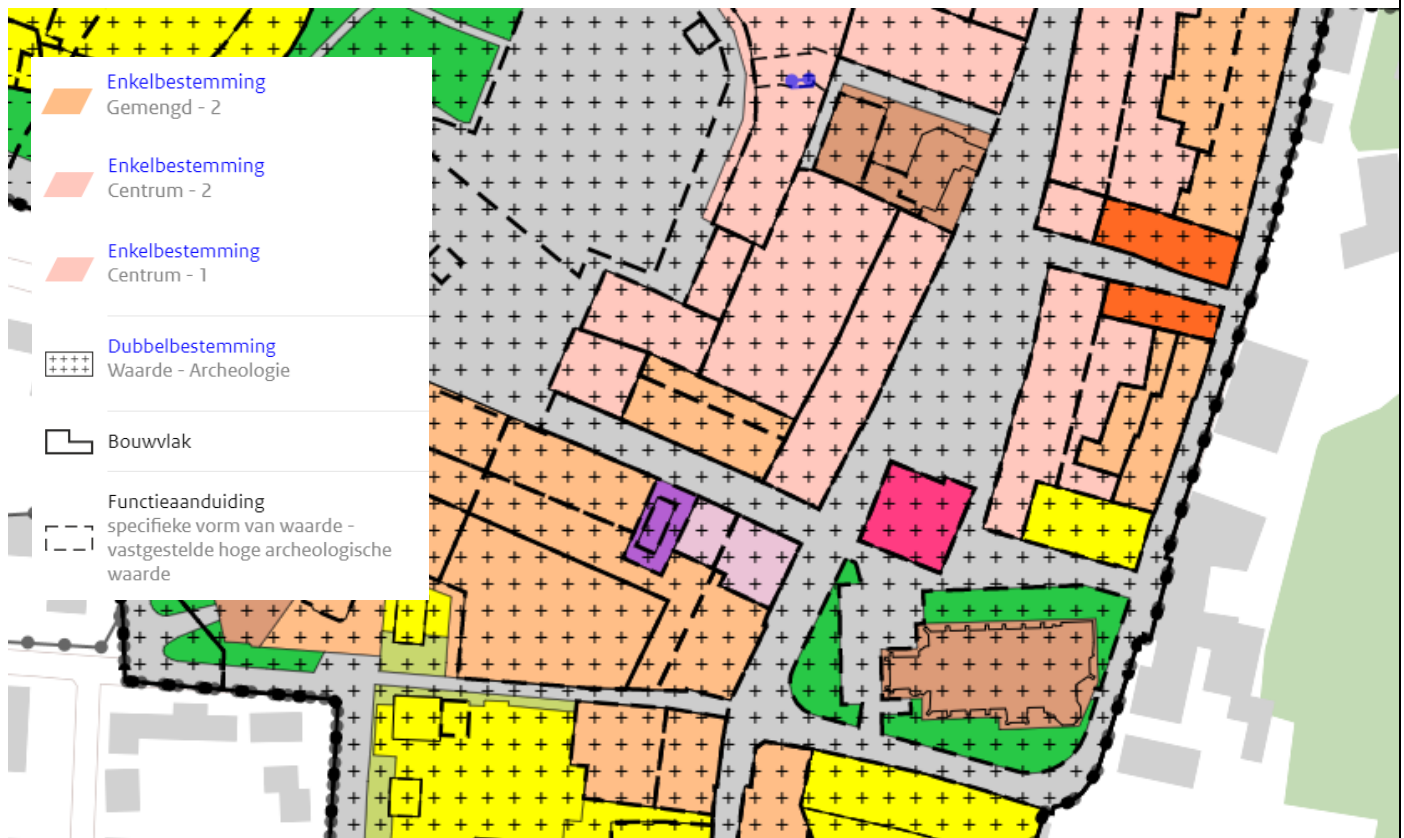 Enkelbestemming
Gemengd - 2
Enkelbestemming
Centrum - 2
Enkelbestemming
Centrum - 1
Dubbelbestemming
Waarde - Archeologie
Bouwvlak
Functieaanduiding
specifieke vorm van waarde -
vastgestelde hoge archeologische
waarde